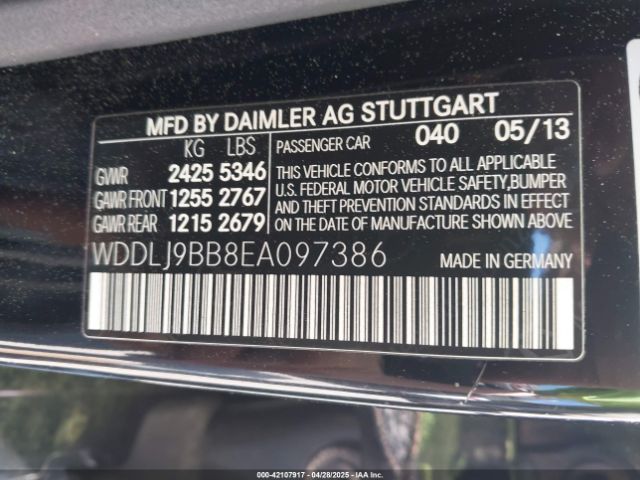 MFD BY DAIMLER AG STUTTGART
KG LBS PASSENGER CAR 040 05/13
GVWR 2425 5346 THIS VEHICLE CONFORMS TO ALL APPLICABLE
GAWR FRONT 1255 2767 U.S. FEDERAL MOTOR VEHICLE SAFETY,BUMPER
GAWR REAR 1215 2679 AND THEFT PREVENTION STANDARDS IN EFFECT
ON THE DATE OF MANUFACTURE SHOWN ABOVE.
WDDLJ9BB8EA097386 MADE IN GERMANY
000-42107917 | 04/28/2025 | IAA Inc.